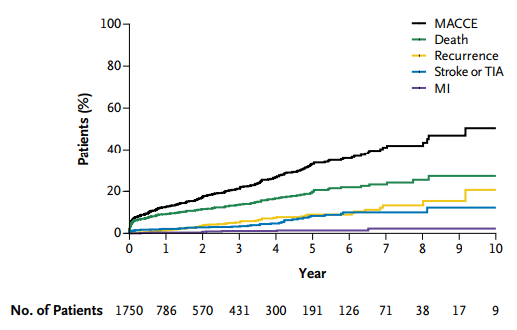 100
80
60
40
20
0
Patients (%)
MACCE
Death
Recurrence
Stroke or TIA
MI
0 1 2 3 4 5 6 7 8 9 10
Year
No. of Patients 1750 786 570 431 300 191 126 71 38 17 9